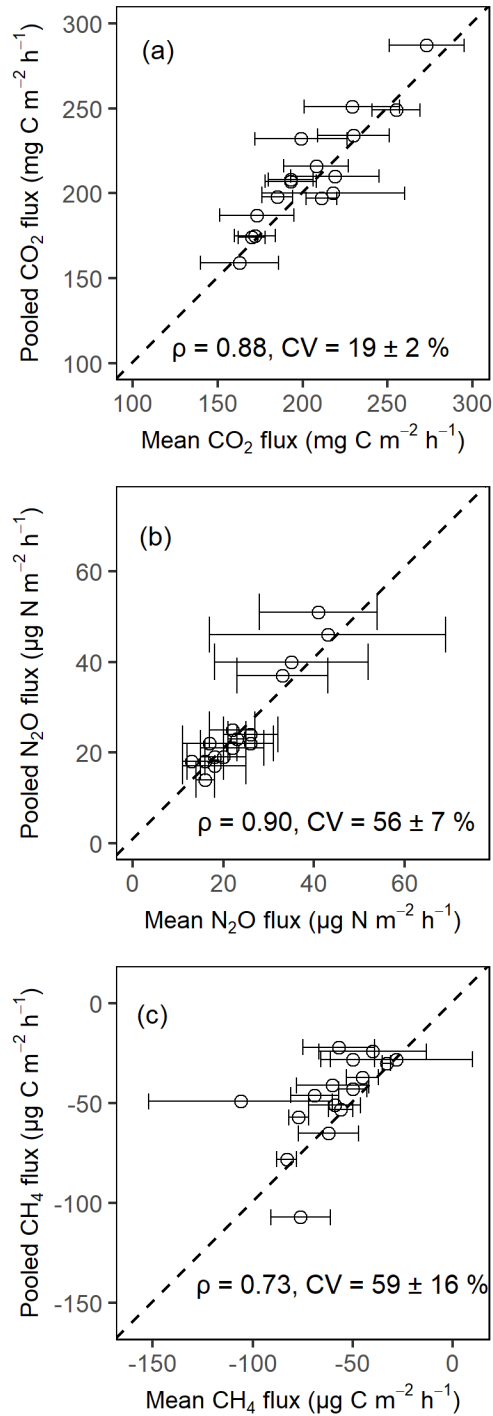 (a)
Pooled CO₂ flux (mg C m⁻² h⁻¹)
300
250
200
150
100
ρ = 0.88, CV = 19 ± 2 %
100 150 200 250 300
Mean CO₂ flux (mg C m⁻² h⁻¹)
(b)
Pooled N₂O flux (µg N m⁻² h⁻¹)
60
40
20
0
ρ = 0.90, CV = 56 ± 7 %
0 20 40 60
Mean N₂O flux (µg N m⁻² h⁻¹)
(c)
Pooled CH₄ flux (µg C m⁻² h⁻¹)
0
-50
-100
-150
ρ = 0.73, CV = 59 ± 16 %
-150 -100 -50 0
Mean CH₄ flux (µg C m⁻² h⁻¹)